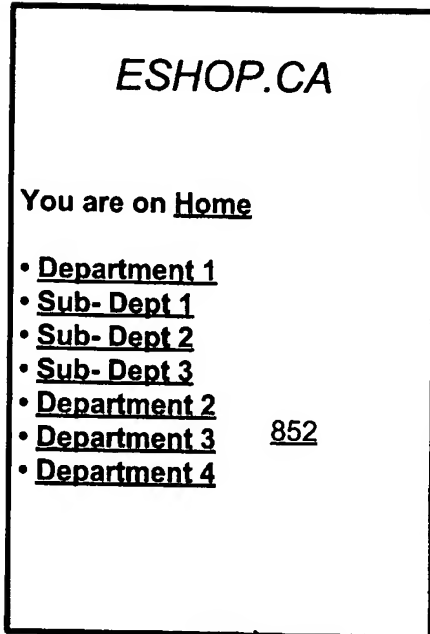 ESHOP.CA
You are on Home
• Department 1
• Sub- Dept 1
• Sub- Dept 2
• Sub- Dept 3
• Department 2
• Department 3 852
• Department 4